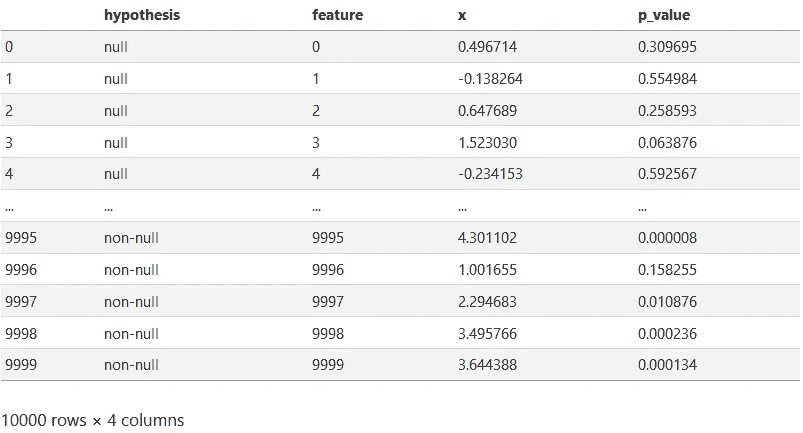 hypothesis feature x p_value
0 null 0 0.496714 0.309695
1 null 1 -0.138264 0.554984
2 null 2 0.647689 0.258593
3 null 3 1.523030 0.063876
4 null 4 -0.234153 0.592567
... ... ... ... ...
9995 non-null 9995 4.301102 0.000008
9996 non-null 9996 1.001655 0.158255
9997 non-null 9997 2.294683 0.010876
9998 non-null 9998 3.495766 0.000236
9999 non-null 9999 3.644388 0.000134
10000 rows × 4 columns